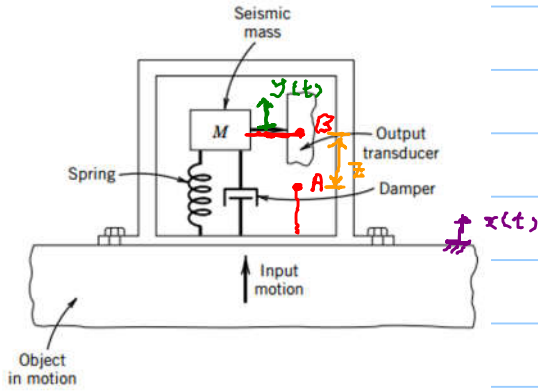 Seismic
mass
y(t)
M
B
Output
transducer
z
Spring
A
Damper
x(t)
Input
motion
Object
in motion